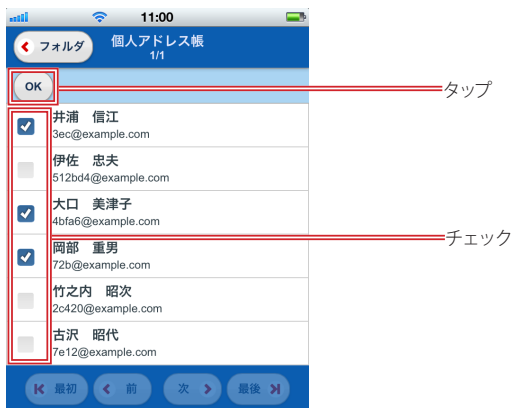 11:00
フォルダ
個人アドレス帳
1/1
OK
タップ
井浦 信江
3ec@example.com
伊佐 忠夫
512bd4@example.com
大口 美津子
4bfa6@example.com
チェック
岡部 重男
72b@example.com
竹之内 昭次
2c420@example.com
古沢 昭代
7e12@example.com
最初 前 次 最後